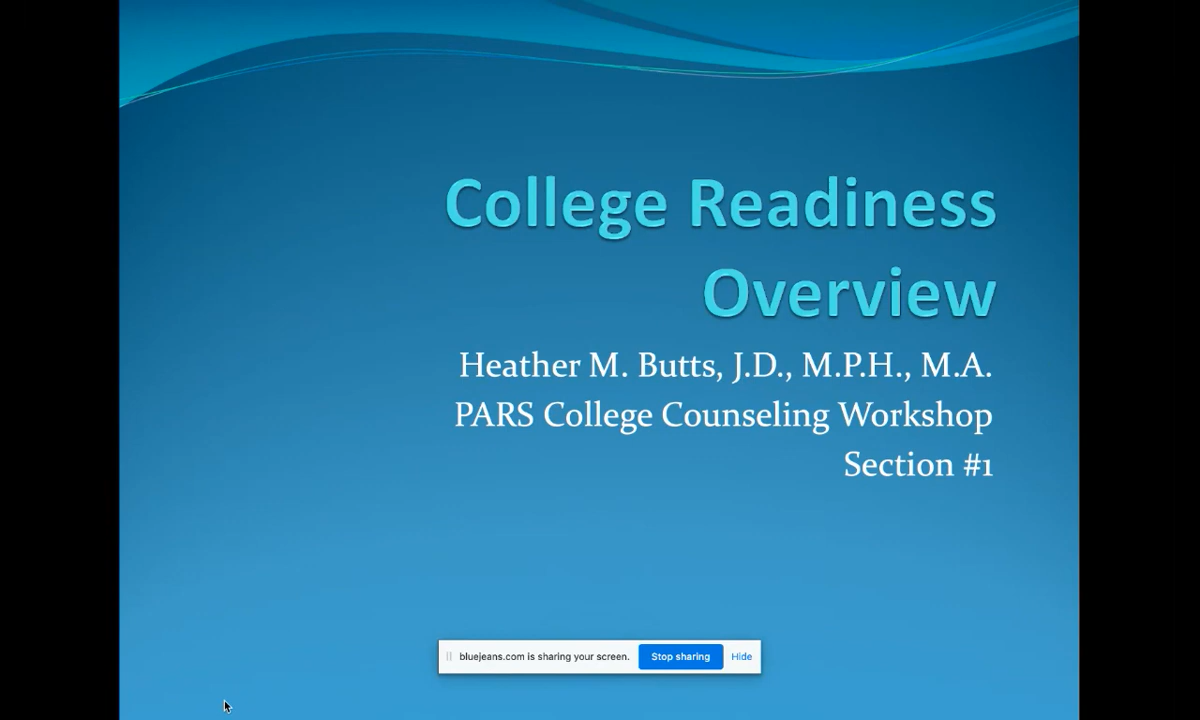 College Readiness
Overview
Heather M. Butts, J.D., M.P.H., M.A.
PARS College Counseling Workshop
Section #1
bluejeans.com is sharing your screen. Stop sharing Hide